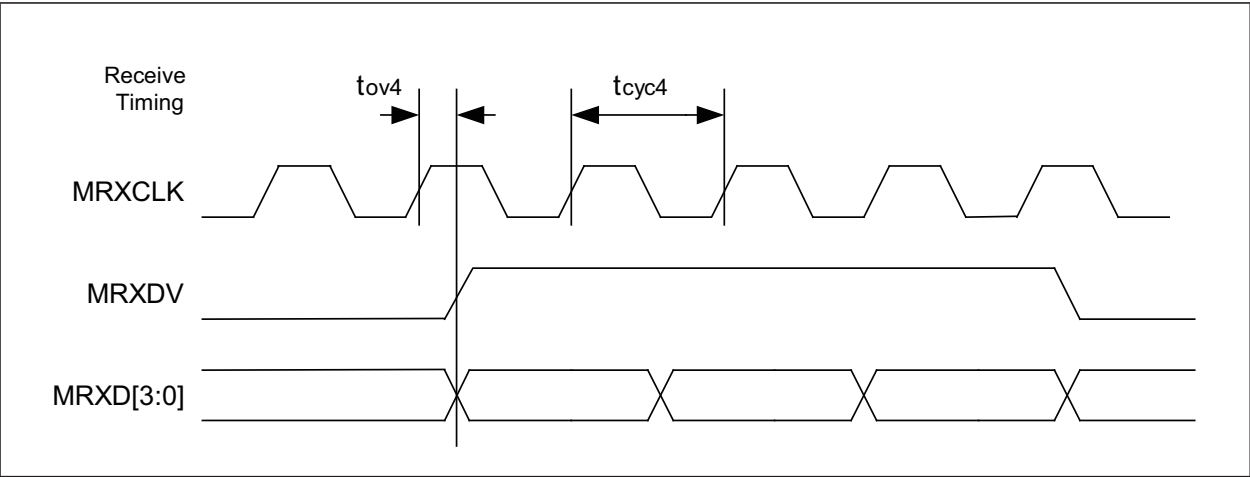 Receive
Timing
tov4
tcyc4
MRXCLK
MRXDV
MRXD[3:0]